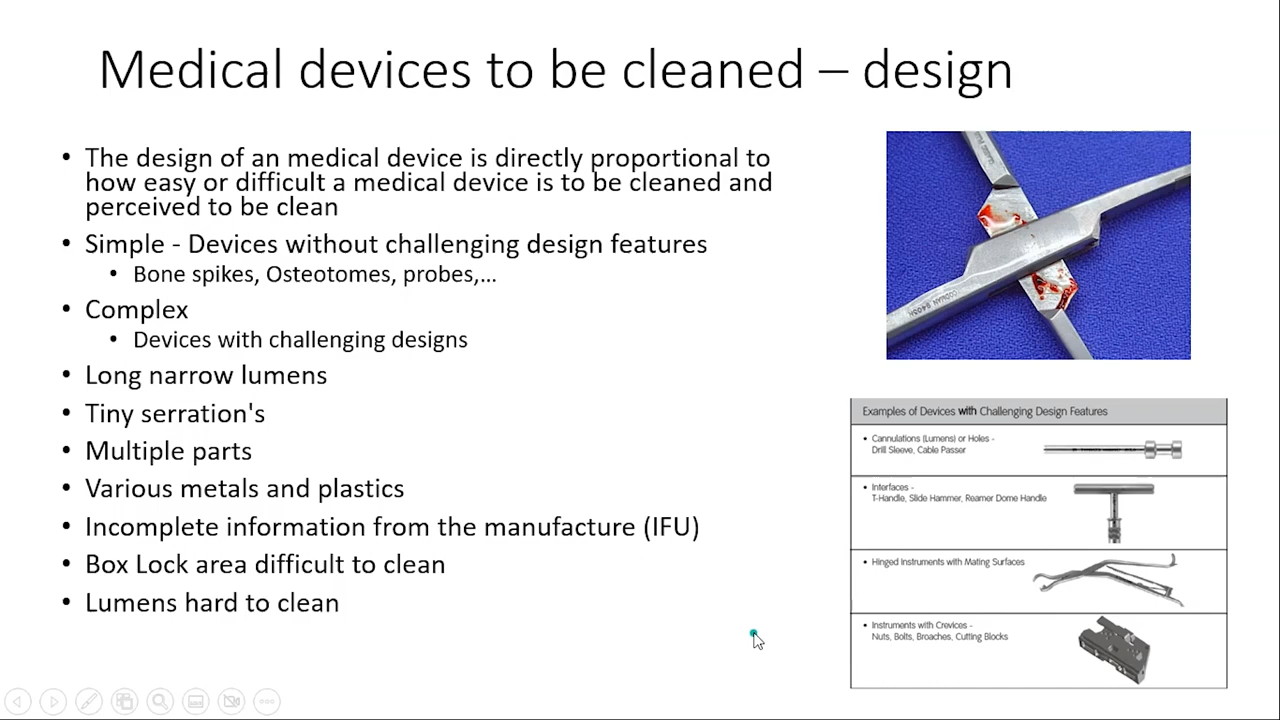 Medical devices to be cleaned – design
• The design of an medical device is directly proportional to
how easy or difficult a medical device is to be cleaned and
perceived to be clean
• Simple - Devices without challenging design features
• Bone spikes, Osteotomes, probes,...
• Complex
• Devices with challenging designs
• Long narrow lumens
• Tiny serration's
• Multiple parts
• Various metals and plastics
• Incomplete information from the manufacture (IFU)
• Box Lock area difficult to clean
• Lumens hard to clean
Examples of Devices with Challenging Design Features
• Cannulations (Lumens) or Holes -
Drill Sleeve, Cable Passer
• Interfaces -
T-Handle, Slide Hammer, Reamer Dome Handle
• Hinged Instruments with Mating Surfaces
• Instruments with Crevices -
Nuts, Bolts, Broaches, Cutting Blocks